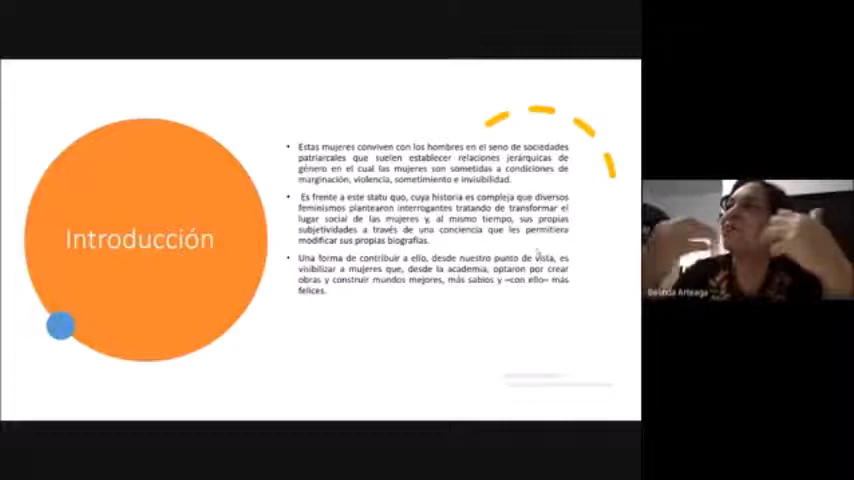 Introducción
• Estas mujeres conviven con los hombres en el seno de sociedades
patriarcales que suelen establecer relaciones jerárquicas de
género en el cual las mujeres son sometidas a condiciones de
marginación, violencia, sometimiento e invisibilidad.
• Es frente a este statu quo, cuya historia es compleja que diversos
feminismos plantearon interrogantes tratando de transformar el
lugar social de las mujeres y, al mismo tiempo, sus propias
subjetividades a través de una conciencia que les permitiera
modificar sus propias biografías.
• Una forma de contribuir a ello, desde nuestro punto de vista, es
visibilizar a mujeres que, desde la academia, optaron por crear
obras y construir mundos mejores, más sabios y –con ello– más
felices.
Belinda Arteaga